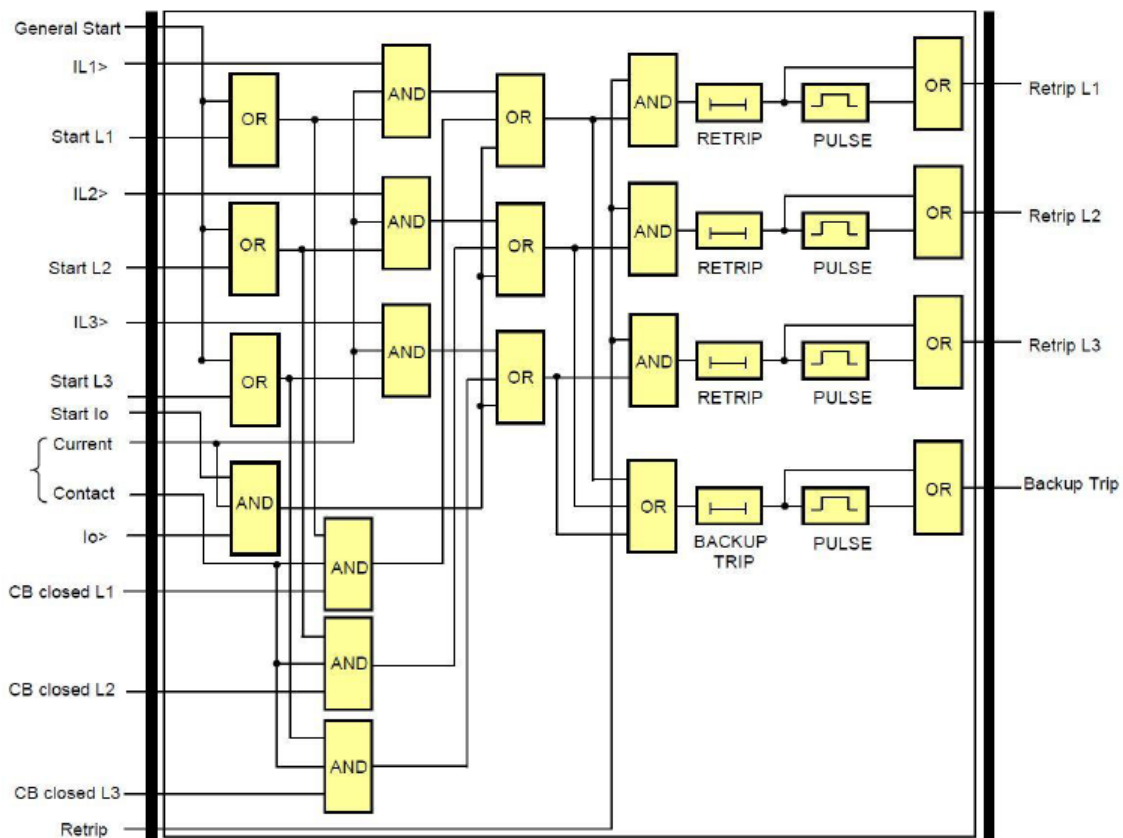 General Start
IL1>
Start L1
IL2>
Start L2
IL3>
Start L3
Start Io
Current
Contact
Io>
CB closed L1
CB closed L2
CB closed L3
Retrip
OR
OR
OR
AND
AND
AND
AND
AND
AND
AND
OR
OR
OR
AND
RETRIP
PULSE
OR
Retrip L1
AND
RETRIP
PULSE
OR
Retrip L2
AND
RETRIP
PULSE
OR
Retrip L3
OR
BACKUP
TRIP
PULSE
OR
Backup Trip